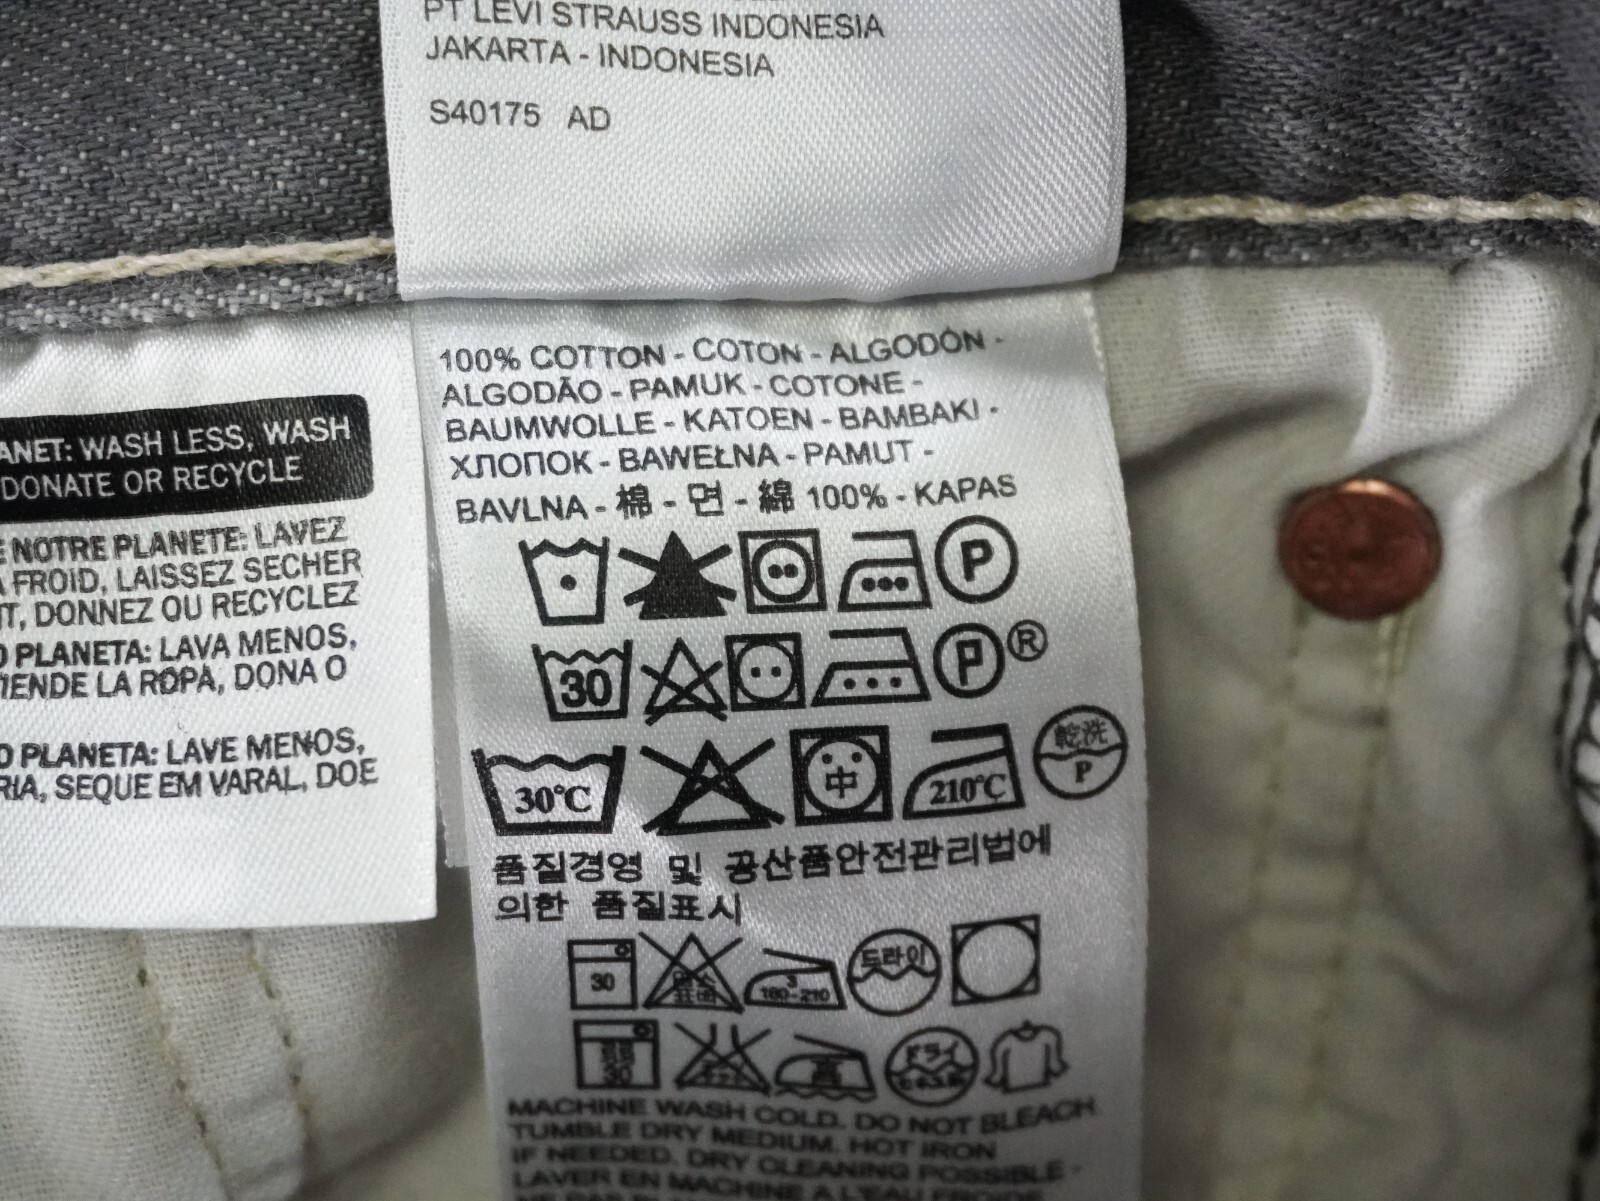 PT LEVI STRAUSS INDONESIA
JAKARTA - INDONESIA
S40175 AD
ANET: WASH LESS, WASH
DONATE OR RECYCLE
E NOTRE PLANETE: LAVEZ
À FROID, LAISSEZ SECHER
NT, DONNEZ OU RECYCLEZ
O PLANETA: LAVA MENOS,
TIENDE LA ROPA, DONA O
O PLANETA: LAVE MENOS,
RIA, SEQUE EM VARAL, DOE
100% COTTON - COTON - ALGODÓN -
ALGODÃO - PAMUK - COTONE -
BAUMWOLLE - KATOEN - BAMBAKI -
ХЛОПОК - BAWEŁNA - PAMUT -
BAVLNA - 棉 - 면 - 綿 100% - KAPAS
P
30 P ®
30°C 中 210°C 乾洗 P
품질경영 및 공산품안전관리법에
의한 품질표시
30 3 180-210 드라이
30 高 ドライ
MACHINE WASH COLD. DO NOT BLEACH
TUMBLE DRY MEDIUM. HOT IRON
IF NEEDED. DRY CLEANING POSSIBLE -
LAVER EN MACHINE A L'EAU FROIDE